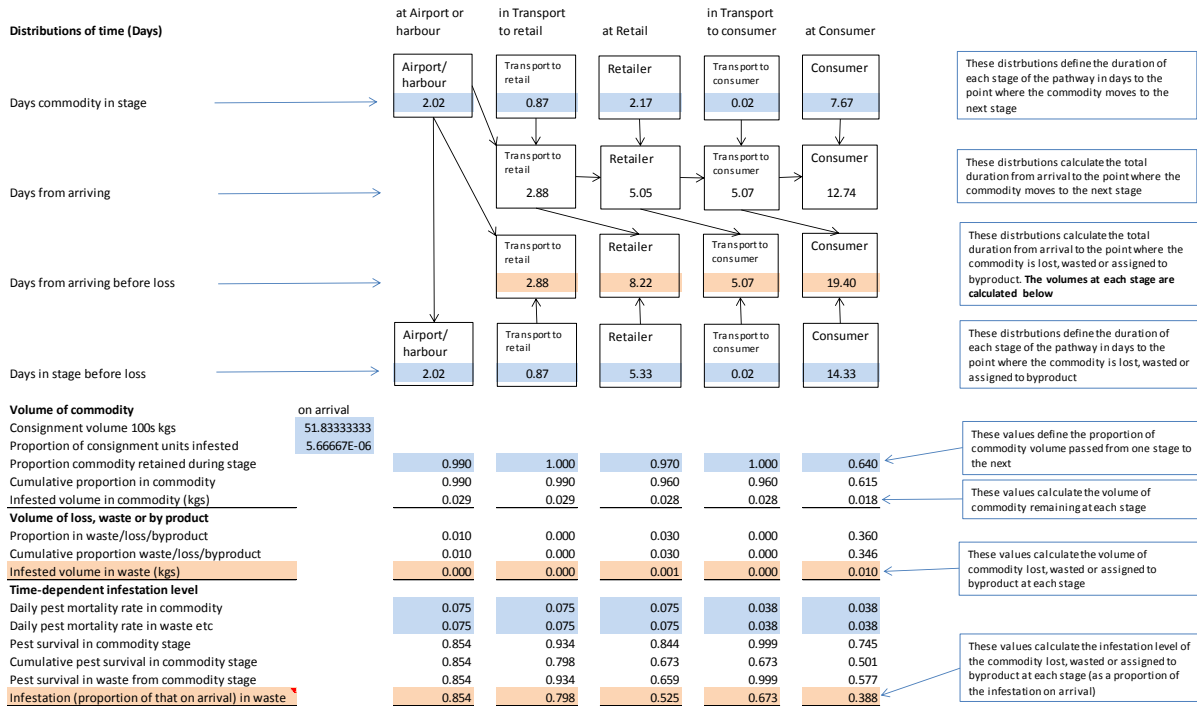 at Airport or harbour
in Transport to retail
at Retail
in Transport to consumer
at Consumer
Distributions of time (Days)
Airport/ harbour
Transport to retail
Retailer
Transport to consumer
Consumer
Days commodity in stage
2.02 0.87 2.17 0.02 7.67
These distrbutions define the duration of
each stage of the pathway in days to the
point where the commodity moves to the
next stage
Transport to retail
Retailer
Transport to consumer
Consumer
Days from arriving
2.88 5.05 5.07 12.74
These distrbutions calculate the total
duration from arrival to the point where the
commodity moves to the next stage
Transport to retail
Retailer
Transport to consumer
Consumer
Days from arriving before loss
2.88 8.22 5.07 19.40
These distrbutions calculate the total
duration from arrival to the point where the
commodity is lost, wasted or assigned to
byproduct. The volumes at each stage are
calculated below
Airport/ harbour
Transport to retail
Retailer
Transport to consumer
Consumer
Days in stage before loss
2.02 0.87 5.33 0.02 14.33
These distrbutions define the duration of
each stage of the pathway in days to the
point where the commodity is lost, wasted or
assigned to byproduct
Volume of commodity on arrival
Consignment volume 100s kgs 51.83333333
Proportion of consignment units infested 5.66667E-06
Proportion commodity retained during stage 0.990 1.000 0.970 1.000 0.640
Cumulative proportion in commodity 0.990 0.990 0.960 0.960 0.615
Infested volume in commodity (kgs) 0.029 0.029 0.028 0.028 0.018
These values define the proportion of
commodity volume passed from one stage to
the next
These values calculate the volume of
commodity remaining at each stage
Volume of loss, waste or by product
Proportion in waste/loss/byproduct 0.010 0.000 0.030 0.000 0.360
Cumulative proportion waste/loss/byproduct 0.010 0.000 0.030 0.000 0.346
Infested volume in waste (kgs) 0.000 0.000 0.001 0.000 0.010
These values calculate the volume of
commodity lost, wasted or assigned to
byproduct at each stage
Time-dependent infestation level
Daily pest mortality rate in commodity 0.075 0.075 0.075 0.038 0.038
Daily pest mortality rate in waste etc 0.075 0.075 0.075 0.038 0.038
Pest survival in commodity stage 0.854 0.934 0.844 0.999 0.745
Cumulative pest survival in commodity stage 0.854 0.798 0.673 0.673 0.501
Pest survival in waste from commodity stage 0.854 0.934 0.659 0.999 0.577
Infestation (proportion of that on arrival) in waste 0.854 0.798 0.525 0.673 0.388
These values calculate the infestation level of
the commodity lost, wasted or assigned to
byproduct at each stage (as a proportion of
the infestation on arrival)